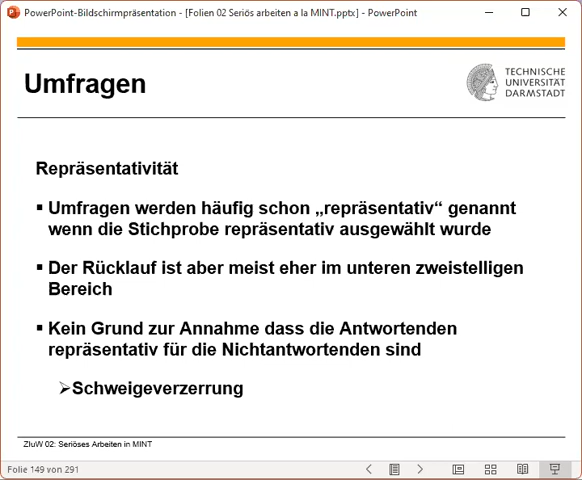 PowerPoint-Bildschirmpräsentation - [Folien 02 Seriös arbeiten a la MINT.pptx] - PowerPoint
Umfragen
TECHNISCHE
UNIVERSITÄT
DARMSTADT
Repräsentativität
▪ Umfragen werden häufig schon „repräsentativ“ genannt
wenn die Stichprobe repräsentativ ausgewählt wurde
▪ Der Rücklauf ist aber meist eher im unteren zweistelligen
Bereich
▪ Kein Grund zur Annahme dass die Antwortenden
repräsentativ für die Nichtantwortenden sind
➢Schweigeverzerrung
ZIuW 02: Seriöses Arbeiten in MINT
Folie 149 von 291